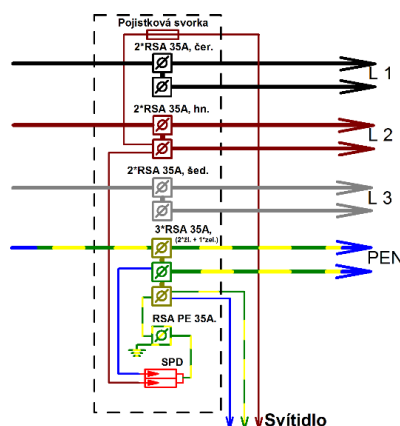 Pojistková svorka
2*RSA 35A, čer.
L 1
2*RSA 35A, hn.
L 2
2*RSA 35A, šed.
L 3
3*RSA 35A,
(2*žl. + 1*zel.)
PEN
RSA PE 35A.
SPD
Svítidlo